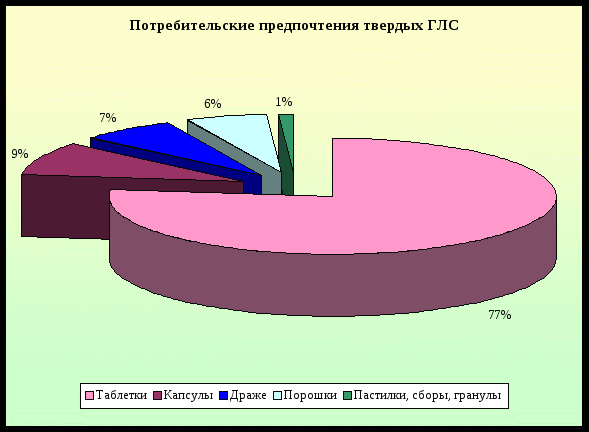 Потребительские предпочтения твердых ГЛС
1%
6%
7%
9%
77%
Таблетки Капсулы Драже Порошки Пастилки, сборы, гранулы